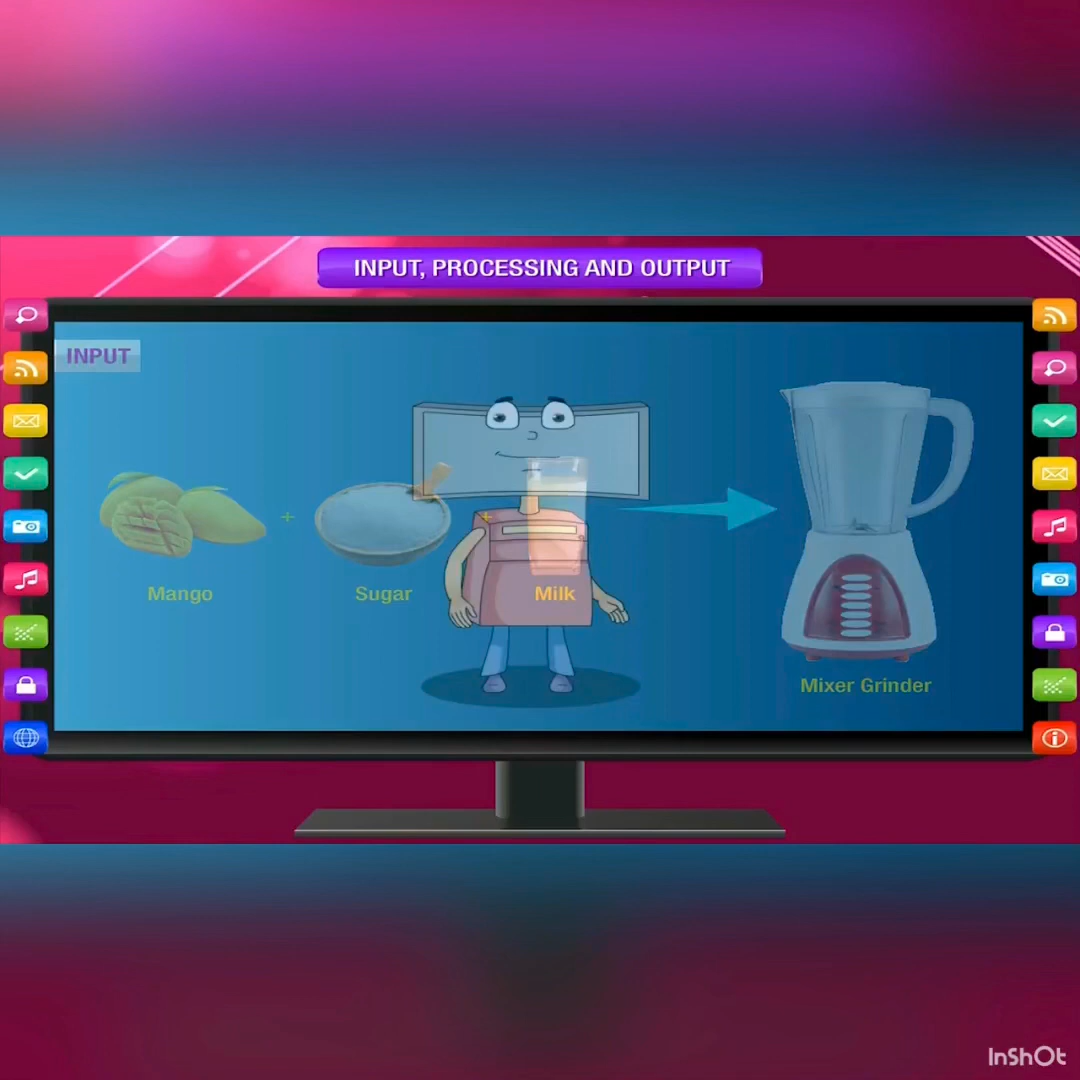 INPUT, PROCESSING AND OUTPUT
INPUT
Mango
+
Sugar
+
Milk
Mixer Grinder
InShOt